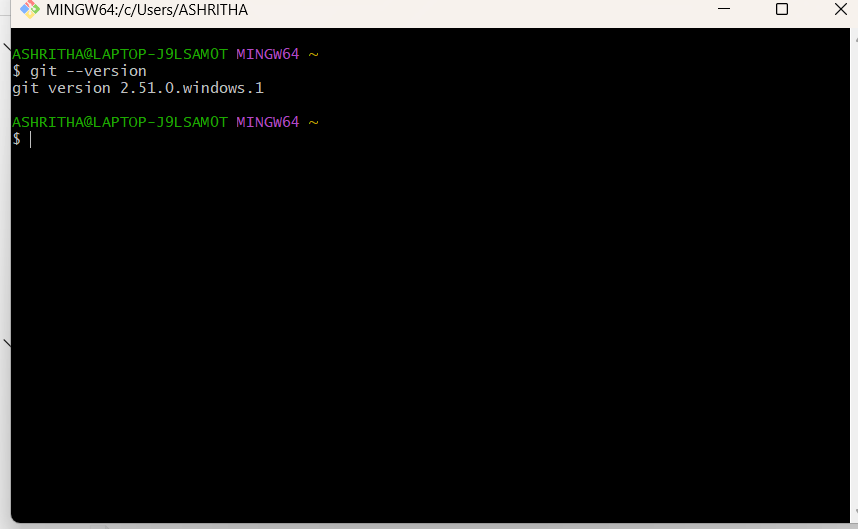 MINGW64:/c/Users/ASHRITHA
ASHRITHA@LAPTOP-J9LSAM0T MINGW64 ~
$ git --version
git version 2.51.0.windows.1
ASHRITHA@LAPTOP-J9LSAM0T MINGW64 ~
$